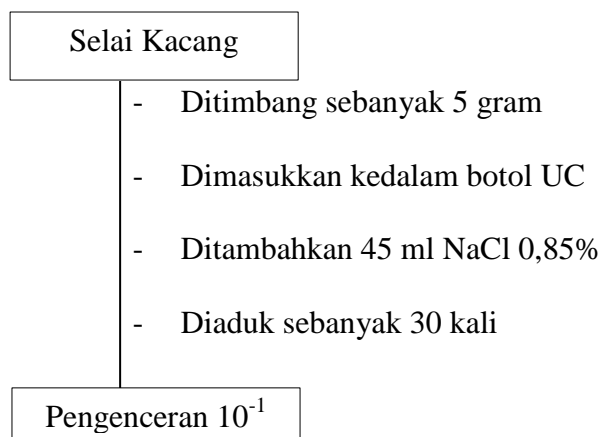 Selai Kacang
- Ditimbang sebanyak 5 gram
- Dimasukkan kedalam botol UC
- Ditambahkan 45 ml NaCl 0,85%
- Diaduk sebanyak 30 kali
Pengenceran 10⁻¹